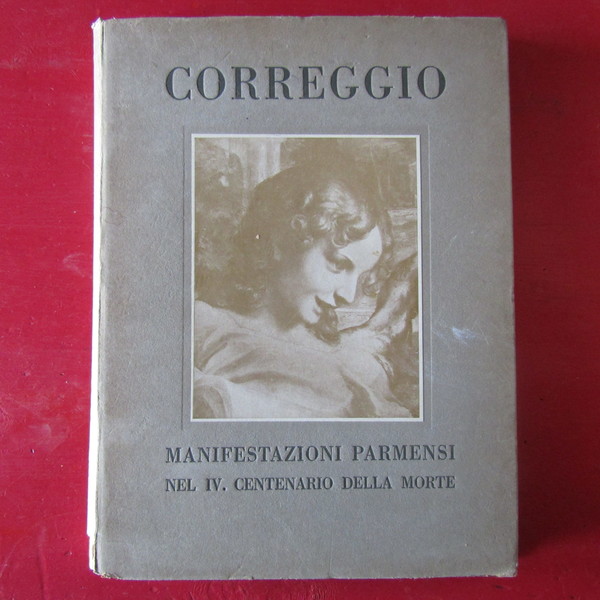 CORREGGIO
MANIFESTAZIONI PARMENSI
NEL IV. CENTENARIO DELLA MORTE